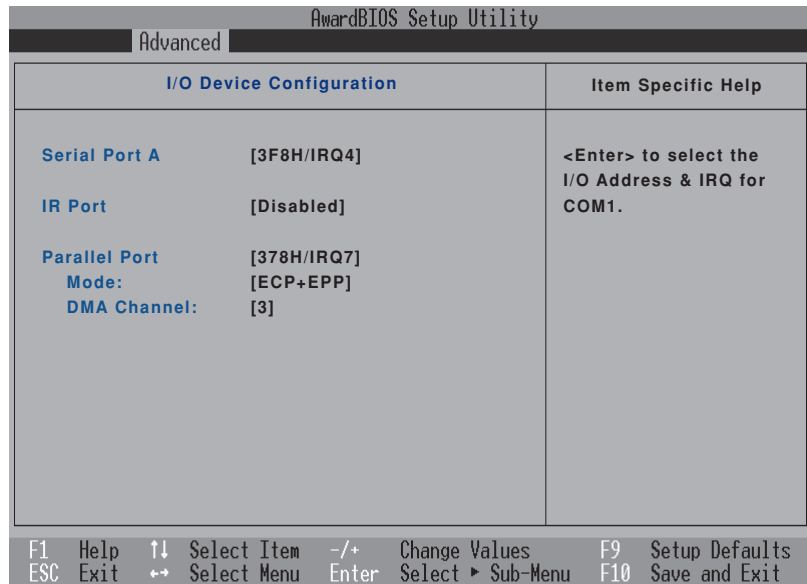 AwardBIOS Setup Utility
Advanced
I/O Device Configuration
Item Specific Help
Serial Port A [3F8H/IRQ4]
IR Port [Disabled]
Parallel Port [378H/IRQ7]
Mode: [ECP+EPP]
DMA Channel: [3]
<Enter> to select the
I/O Address & IRQ for
COM1.
F1 Help ↑↓ Select Item -/+ Change Values F9 Setup Defaults
ESC Exit ←→ Select Menu Enter Select ▶ Sub-Menu F10 Save and Exit